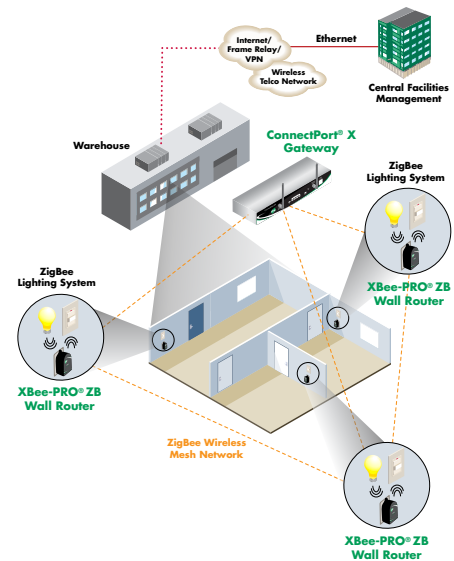 Internet/
Frame Relay/
VPN
Ethernet
Wireless
Telco Network
Central Facilities
Management
Warehouse
ConnectPort® X
Gateway
ZigBee
Lighting System
XBee-PRO® ZB
Wall Router
ZigBee
Lighting System
XBee-PRO® ZB
Wall Router
ZigBee Wireless
Mesh Network
XBee-PRO® ZB
Wall Router